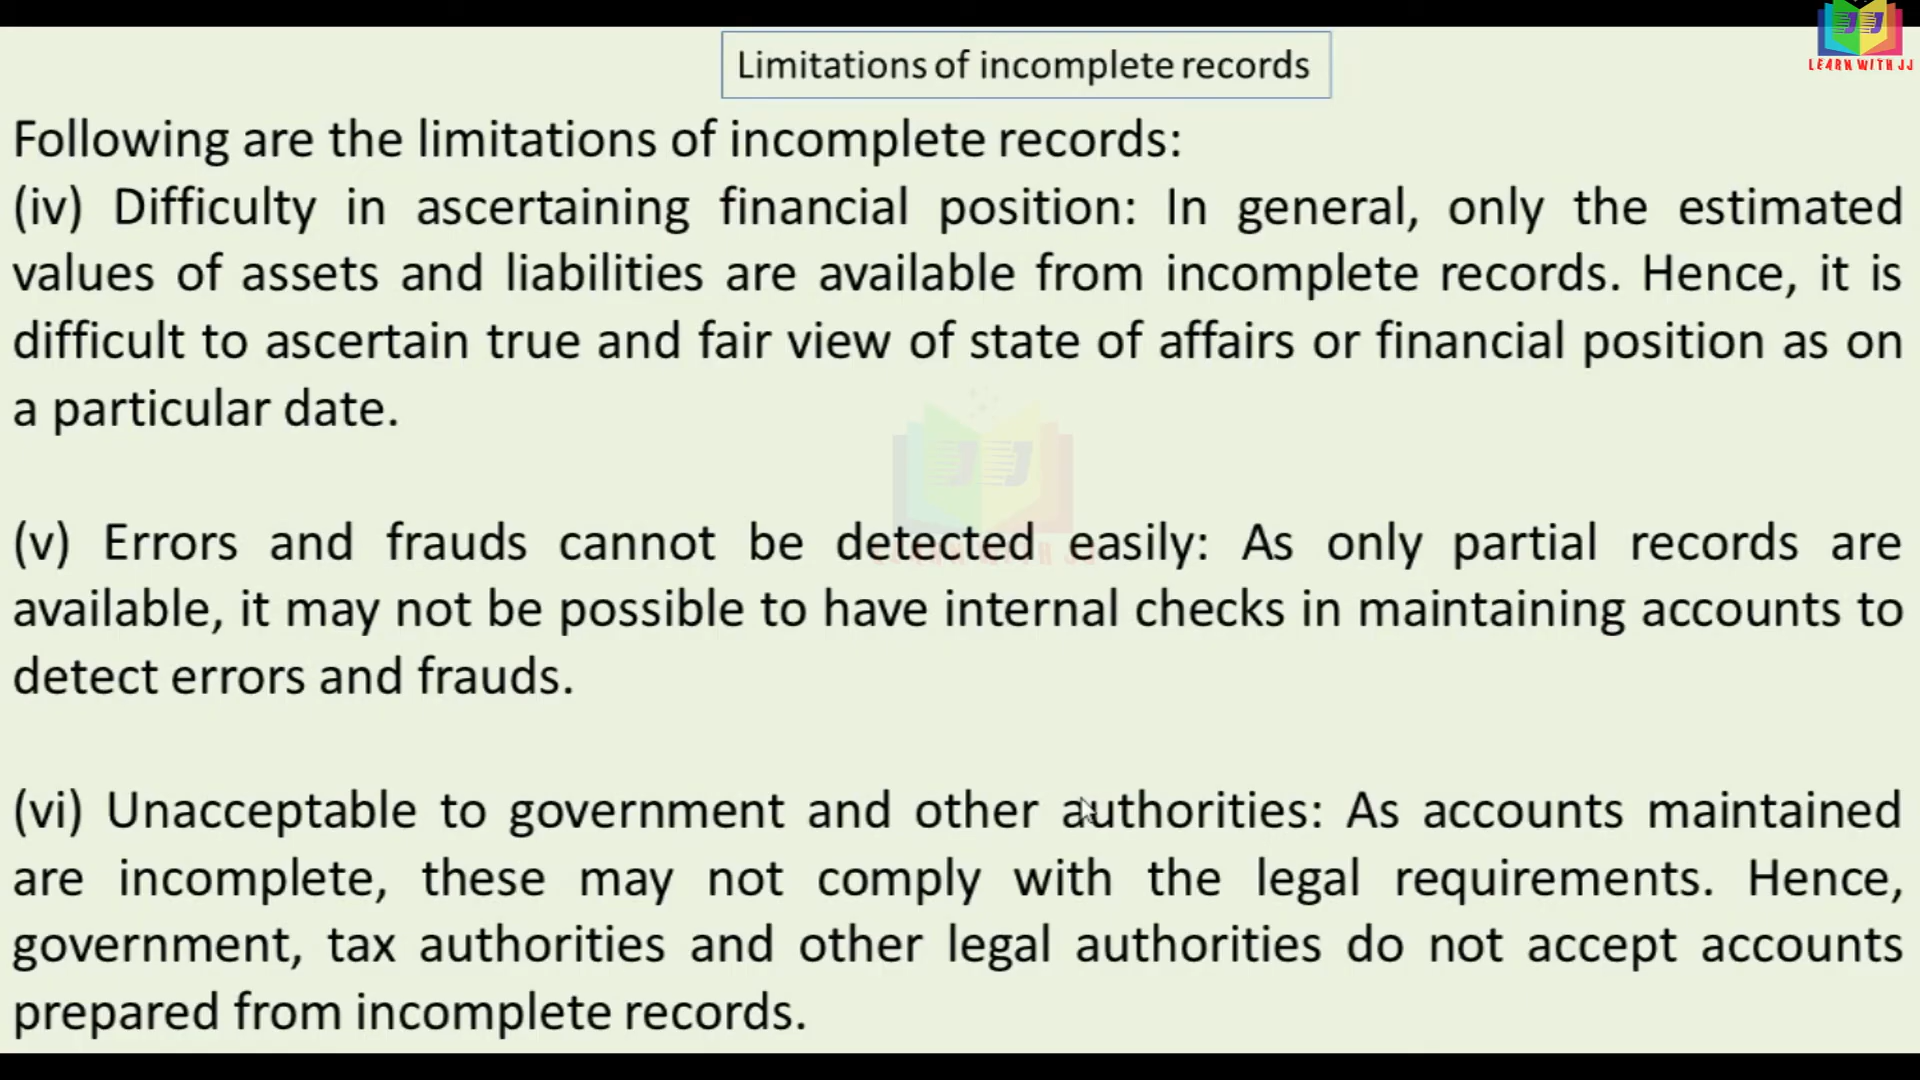 LEARN WITH JJ
Limitations of incomplete records
Following are the limitations of incomplete records:
(iv) Difficulty in ascertaining financial position: In general, only the estimated
values of assets and liabilities are available from incomplete records. Hence, it is
difficult to ascertain true and fair view of state of affairs or financial position as on
a particular date.
JJ
LEARN WITH JJ
(v) Errors and frauds cannot be detected easily: As only partial records are
available, it may not be possible to have internal checks in maintaining accounts to
detect errors and frauds.
(vi) Unacceptable to government and other authorities: As accounts maintained
are incomplete, these may not comply with the legal requirements. Hence,
government, tax authorities and other legal authorities do not accept accounts
prepared from incomplete records.